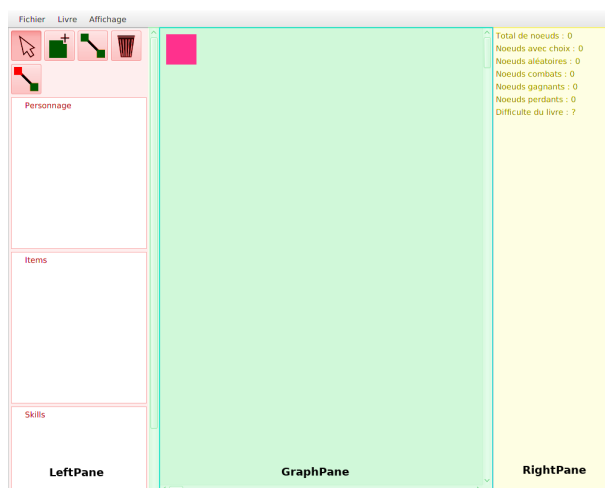 Fichier Livre Affichage
Personnage
Items
Skills
LeftPane
GraphPane
Total de noeuds : 0
Noeuds avec choix : 0
Noeuds aléatoires : 0
Noeuds combats : 0
Noeuds gagnants : 0
Noeuds perdants : 0
Difficulte du livre : ?
RightPane